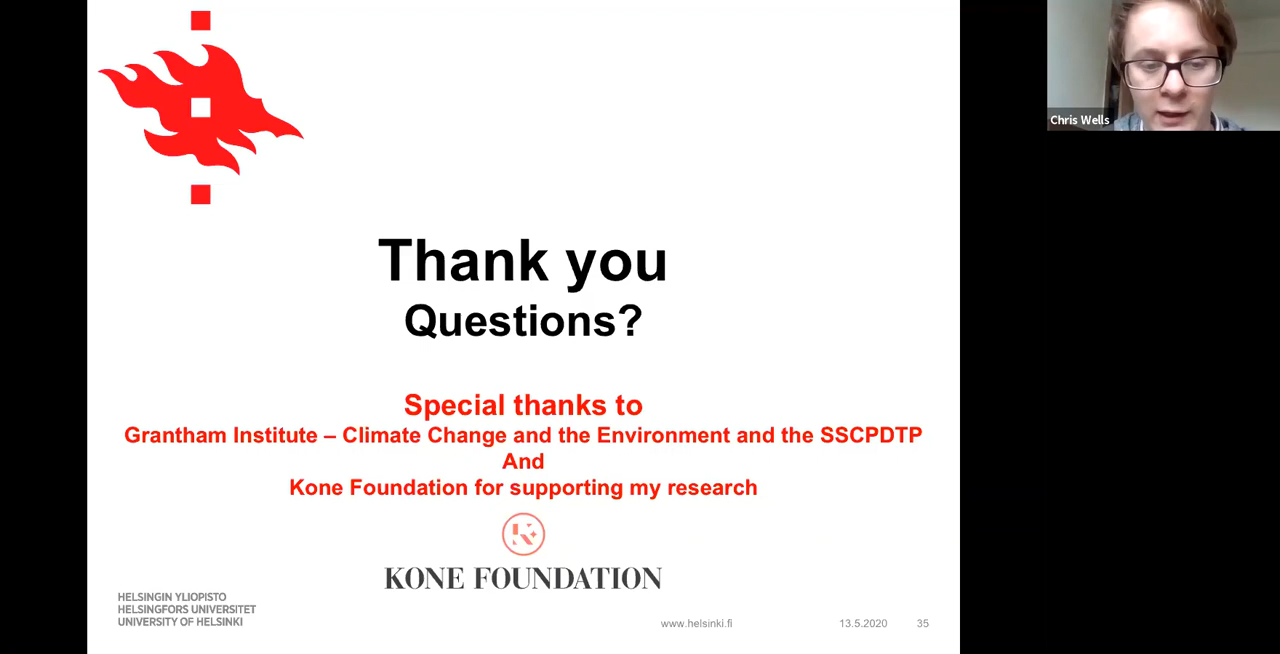 Chris Wells
Thank you
Questions?
Special thanks to
Grantham Institute – Climate Change and the Environment and the SSCPDTP
And
Kone Foundation for supporting my research
KONE FOUNDATION
HELSINGIN YLIOPISTO
HELSINGFORS UNIVERSITET
UNIVERSITY OF HELSINKI
www.helsinki.fi
13.5.2020
35